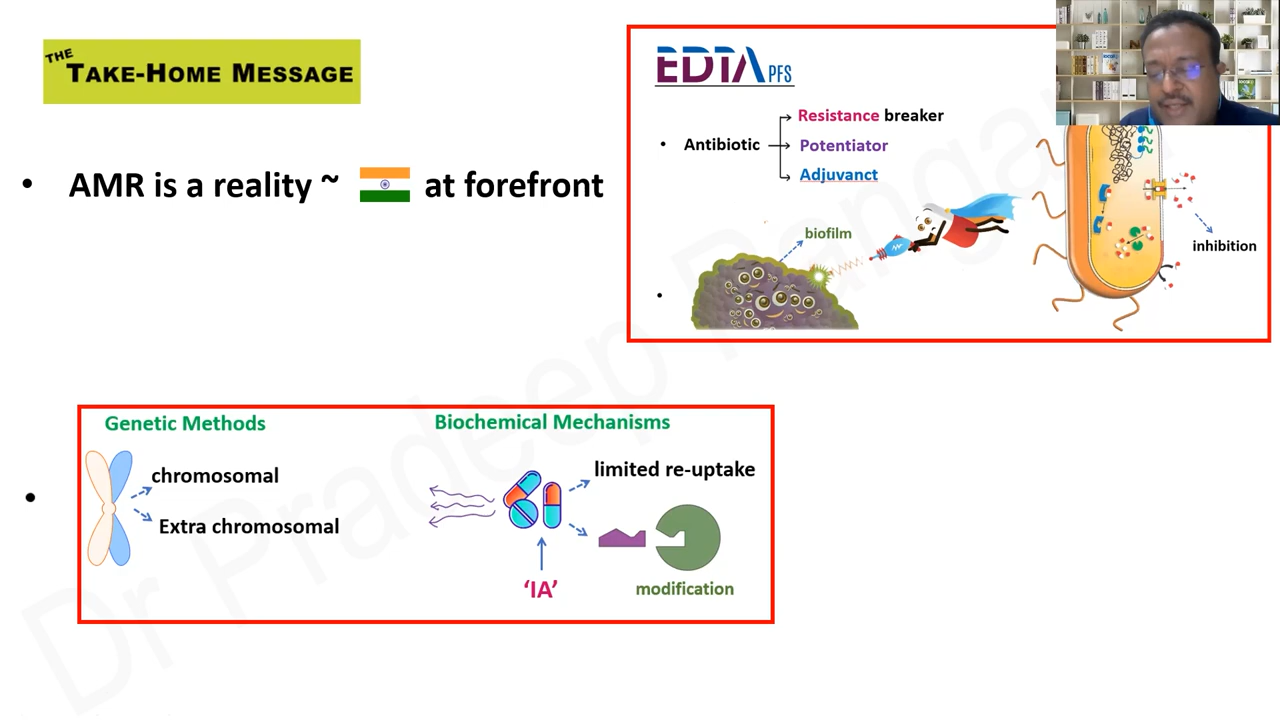 THE
TAKE-HOME MESSAGE
• AMR is a reality ~ at forefront
EDTA PFS
• Antibiotic
Resistance breaker
Potentiator
Adjuvanct
biofilm
inhibition
Genetic Methods
chromosomal
Extra chromosomal
Biochemical Mechanisms
limited re-uptake
‘IA’
modification